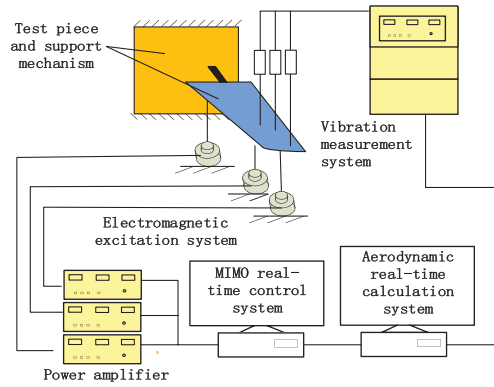 Test piece
and support
mechanism
Vibration
measurement
system
Electromagnetic
excitation system
MIMO real-
time control
system
Aerodynamic
real-time
calculation
system
Power amplifier